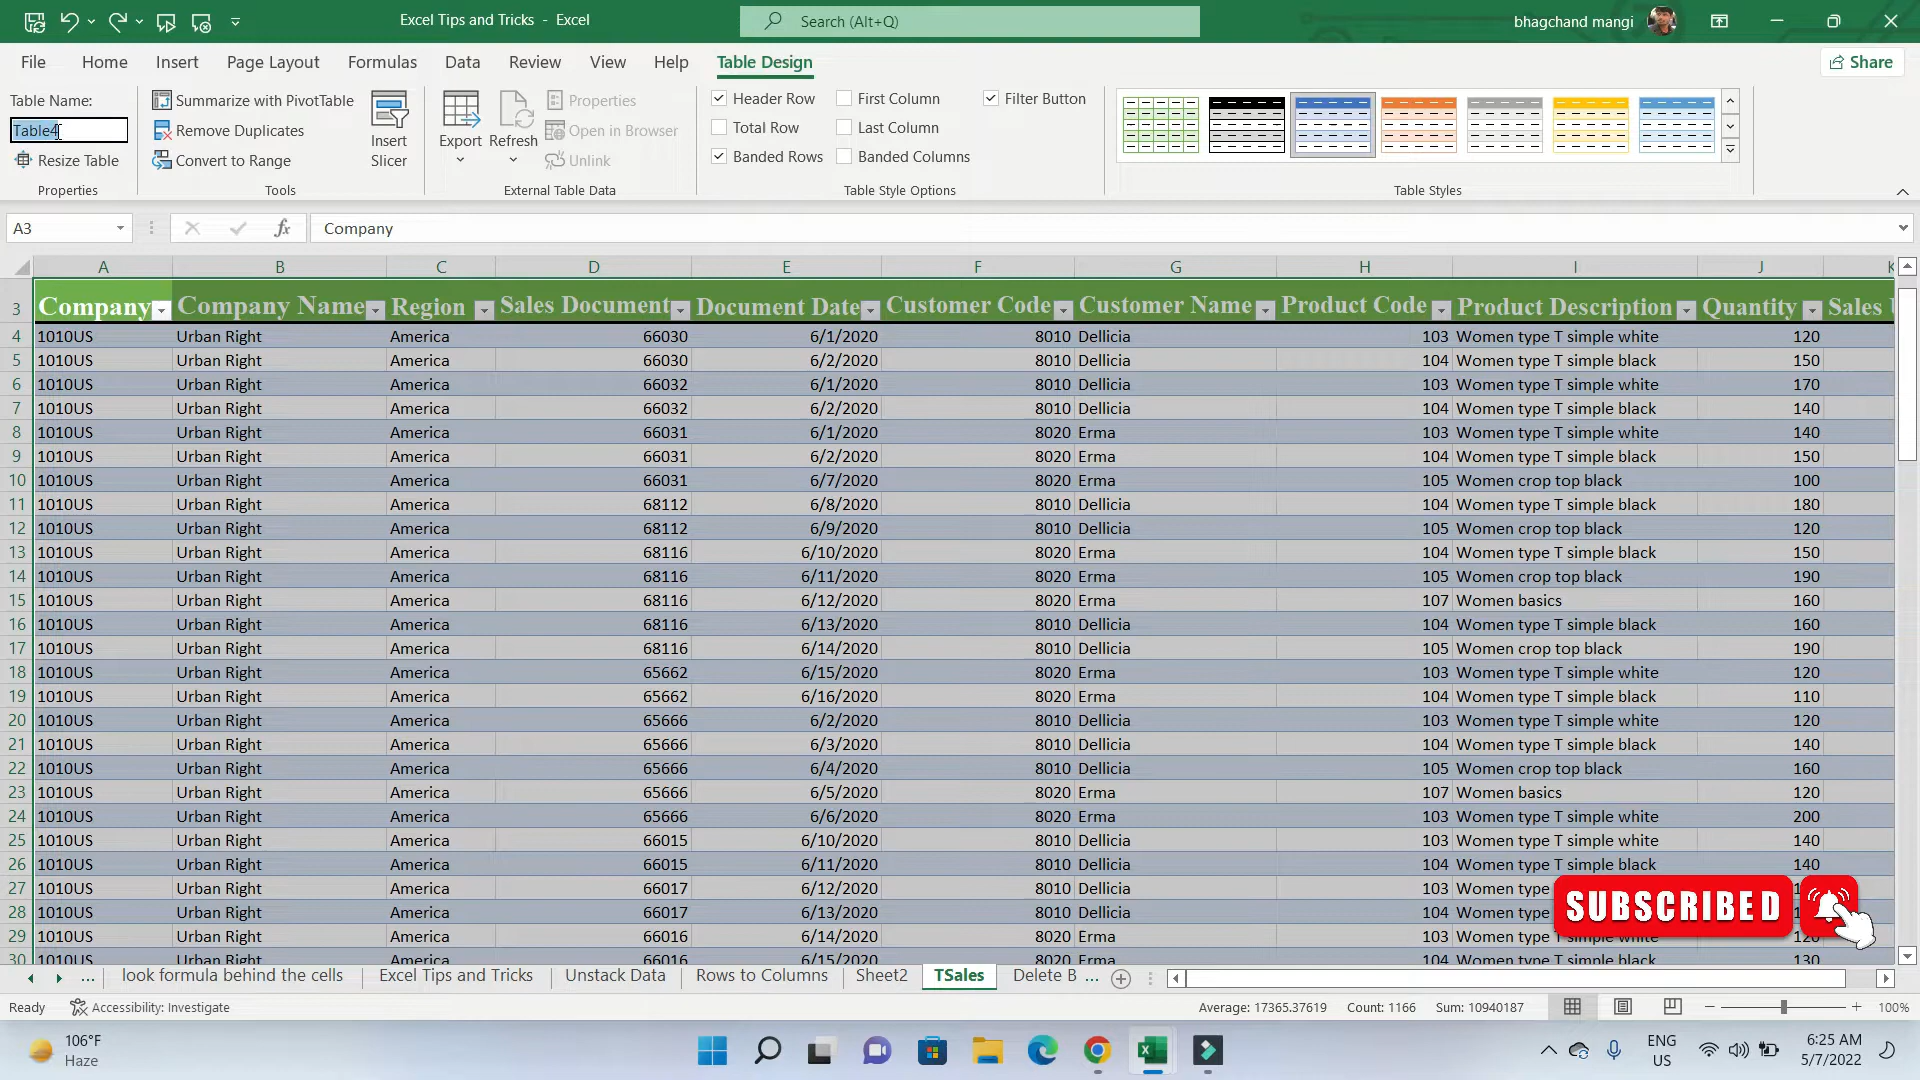 Excel Tips and Tricks - Excel
Search (Alt+Q)
bhagchand mangi
File Home Insert Page Layout Formulas Data Review View Help Table Design Share
Table Name:
Table4
Resize Table
Properties
Summarize with PivotTable
Remove Duplicates
Convert to Range
Insert
Slicer
Tools
Export
Refresh
Properties
Open in Browser
Unlink
External Table Data
Header Row
First Column
Filter Button
Total Row
Last Column
Banded Rows
Banded Columns
Table Style Options
Table Styles
A3
fx
Company
A B C D E F G H I J K
3 Company Company Name Region Sales Document Document Date Customer Code Customer Name Product Code Product Description Quantity Sales
4 1010US Urban Right America 66030 6/1/2020 8010 Dellicia 103 Women type T simple white 120
5 1010US Urban Right America 66030 6/2/2020 8010 Dellicia 104 Women type T simple black 150
6 1010US Urban Right America 66032 6/1/2020 8010 Dellicia 103 Women type T simple white 170
7 1010US Urban Right America 66032 6/2/2020 8010 Dellicia 104 Women type T simple black 140
8 1010US Urban Right America 66031 6/1/2020 8020 Erma 103 Women type T simple white 140
9 1010US Urban Right America 66031 6/2/2020 8020 Erma 104 Women type T simple black 150
10 1010US Urban Right America 66031 6/7/2020 8020 Erma 105 Women crop top black 100
11 1010US Urban Right America 68112 6/8/2020 8010 Dellicia 104 Women type T simple black 180
12 1010US Urban Right America 68112 6/9/2020 8010 Dellicia 105 Women crop top black 120
13 1010US Urban Right America 68116 6/10/2020 8020 Erma 104 Women type T simple black 150
14 1010US Urban Right America 68116 6/11/2020 8020 Erma 105 Women crop top black 190
15 1010US Urban Right America 68116 6/12/2020 8020 Erma 107 Women basics 160
16 1010US Urban Right America 68116 6/13/2020 8010 Dellicia 104 Women type T simple black 160
17 1010US Urban Right America 68116 6/14/2020 8010 Dellicia 105 Women crop top black 190
18 1010US Urban Right America 65662 6/15/2020 8020 Erma 103 Women type T simple white 120
19 1010US Urban Right America 65662 6/16/2020 8020 Erma 104 Women type T simple black 110
20 1010US Urban Right America 65666 6/2/2020 8010 Dellicia 103 Women type T simple white 120
21 1010US Urban Right America 65666 6/3/2020 8010 Dellicia 104 Women type T simple black 140
22 1010US Urban Right America 65666 6/4/2020 8010 Dellicia 105 Women crop top black 160
23 1010US Urban Right America 65666 6/5/2020 8020 Erma 107 Women basics 120
24 1010US Urban Right America 65666 6/6/2020 8020 Erma 103 Women type T simple white 200
25 1010US Urban Right America 66015 6/10/2020 8010 Dellicia 103 Women type T simple white 140
26 1010US Urban Right America 66015 6/11/2020 8010 Dellicia 104 Women type T simple black 140
27 1010US Urban Right America 66017 6/12/2020 8010 Dellicia 103 Women type
28 1010US Urban Right America 66017 6/13/2020 8010 Dellicia 104 Women type
29 1010US Urban Right America 66016 6/14/2020 8020 Erma 103 Women type T simple white 120
30 1010US Urban Right America 66016 6/15/2020 8020 Erma 104 Women type T simple black 130
SUBSCRIBED
... look formula behind the cells Excel Tips and Tricks Unstack Data Rows to Columns Sheet2 TSales Delete B ...
Ready Accessibility: Investigate Average: 17365.37619 Count: 1166 Sum: 10940187 100%
106°F
Haze
ENG
US
6:25 AM
5/7/2022